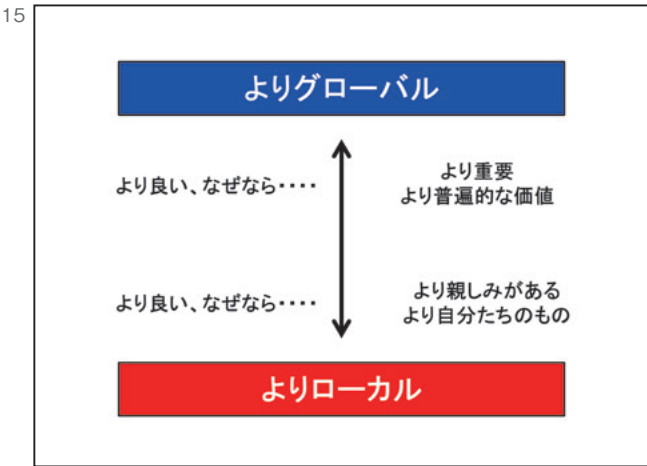 15
よりグローバル
より良い、なぜなら････
より重要
より普遍的な価値
より良い、なぜなら････
より親しみがある
より自分たちのもの
よりローカル